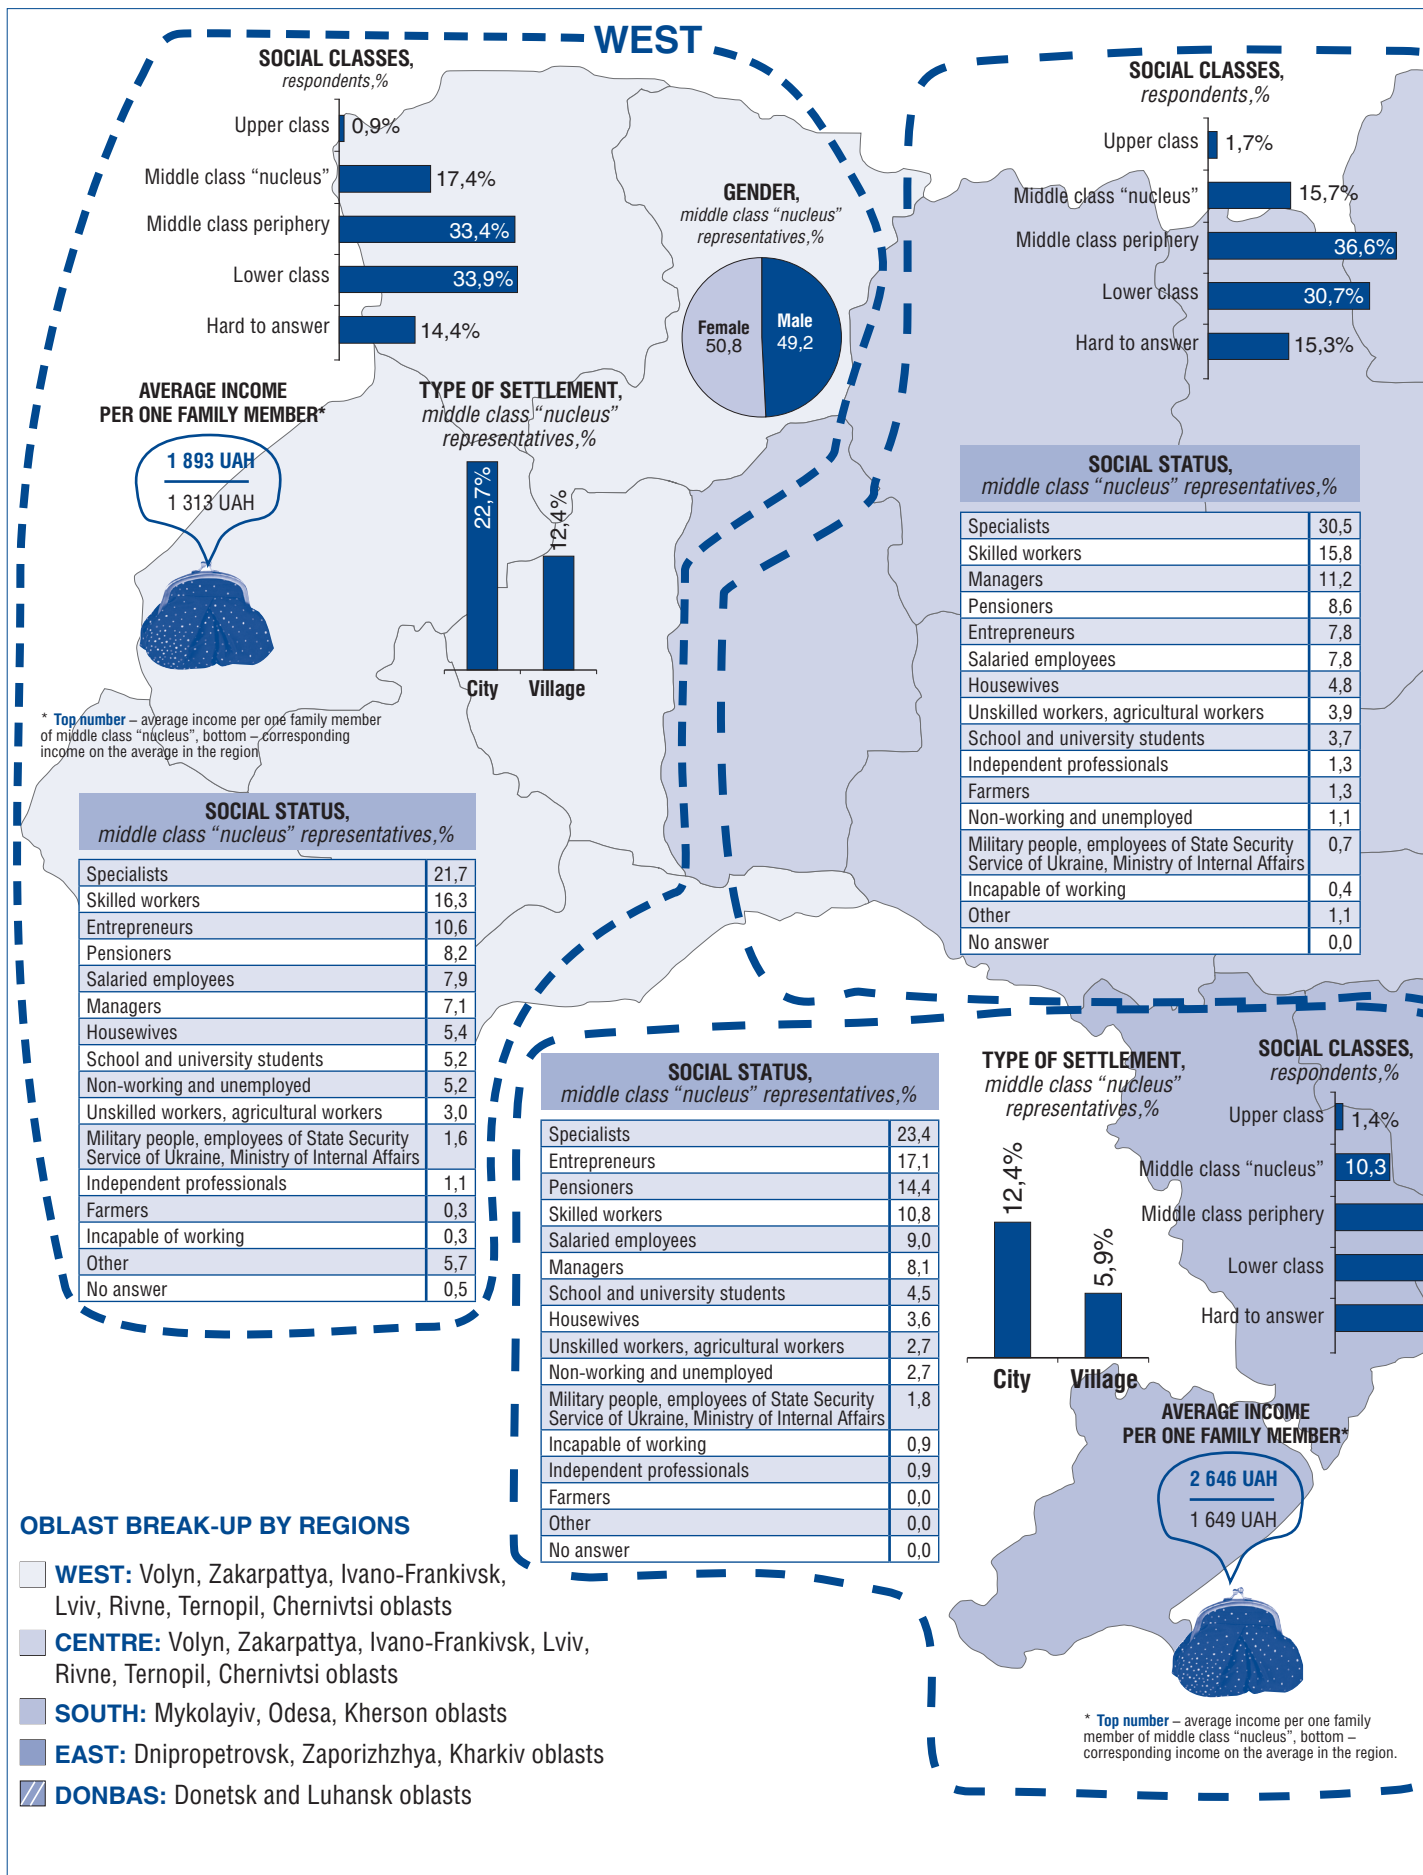 WEST
SOCIAL CLASSES,
respondents,%
Upper class 0,9%
Middle class “nucleus” 17,4%
Middle class periphery 33,4%
Lower class 33,9%
Hard to answer 14,4%
GENDER,
middle class “nucleus”
representatives,%
Female
50,8
Male
49,2
AVERAGE INCOME
PER ONE FAMILY MEMBER*
1 893 UAH
1 313 UAH
TYPE OF SETTLEMENT,
middle class “nucleus”
representatives,%
22,7%
12,4%
City Village
* Top number – average income per one family member
of middle class “nucleus”, bottom – corresponding
income on the average in the region
SOCIAL STATUS,
middle class “nucleus” representatives,%
Specialists 21,7
Skilled workers 16,3
Entrepreneurs 10,6
Pensioners 8,2
Salaried employees 7,9
Managers 7,1
Housewives 5,4
School and university students 5,2
Non-working and unemployed 5,2
Unskilled workers, agricultural workers 3,0
Military people, employees of State Security 1,6
Service of Ukraine, Ministry of Internal Affairs
Independent professionals 1,1
Farmers 0,3
Incapable of working 0,3
Other 5,7
No answer 0,5
SOCIAL CLASSES,
respondents,%
Upper class 1,7%
Middle class “nucleus” 15,7%
Middle class periphery 36,6%
Lower class 30,7%
Hard to answer 15,3%
SOCIAL STATUS,
middle class “nucleus” representatives,%
Specialists 30,5
Skilled workers 15,8
Managers 11,2
Pensioners 8,6
Entrepreneurs 7,8
Salaried employees 7,8
Housewives 4,8
Unskilled workers, agricultural workers 3,9
School and university students 3,7
Independent professionals 1,3
Farmers 1,3
Non-working and unemployed 1,1
Military people, employees of State Security 0,7
Service of Ukraine, Ministry of Internal Affairs
Incapable of working 0,4
Other 1,1
No answer 0,0
SOCIAL STATUS,
middle class “nucleus” representatives,%
Specialists 23,4
Entrepreneurs 17,1
Pensioners 14,4
Skilled workers 10,8
Salaried employees 9,0
Managers 8,1
School and university students 4,5
Housewives 3,6
Unskilled workers, agricultural workers 2,7
Non-working and unemployed 2,7
Military people, employees of State Security 1,8
Service of Ukraine, Ministry of Internal Affairs
Incapable of working 0,9
Independent professionals 0,9
Farmers 0,0
Other 0,0
No answer 0,0
TYPE OF SETTLEMENT,
middle class “nucleus”
representatives,%
12,4%
5,9%
City Village
SOCIAL CLASSES,
respondents,%
Upper class 1,4%
Middle class “nucleus” 10,3
Middle class periphery
Lower class
Hard to answer
AVERAGE INCOME
PER ONE FAMILY MEMBER*
2 646 UAH
1 649 UAH
* Top number – average income per one family
member of middle class “nucleus”, bottom –
corresponding income on the average in the region.
OBLAST BREAK-UP BY REGIONS
WEST: Volyn, Zakarpattya, Ivano-Frankivsk,
Lviv, Rivne, Ternopil, Chernivtsi oblasts
CENTRE: Volyn, Zakarpattya, Ivano-Frankivsk, Lviv,
Rivne, Ternopil, Chernivtsi oblasts
SOUTH: Mykolayiv, Odesa, Kherson oblasts
EAST: Dnipropetrovsk, Zaporizhzhya, Kharkiv oblasts
DONBAS: Donetsk and Luhansk oblasts